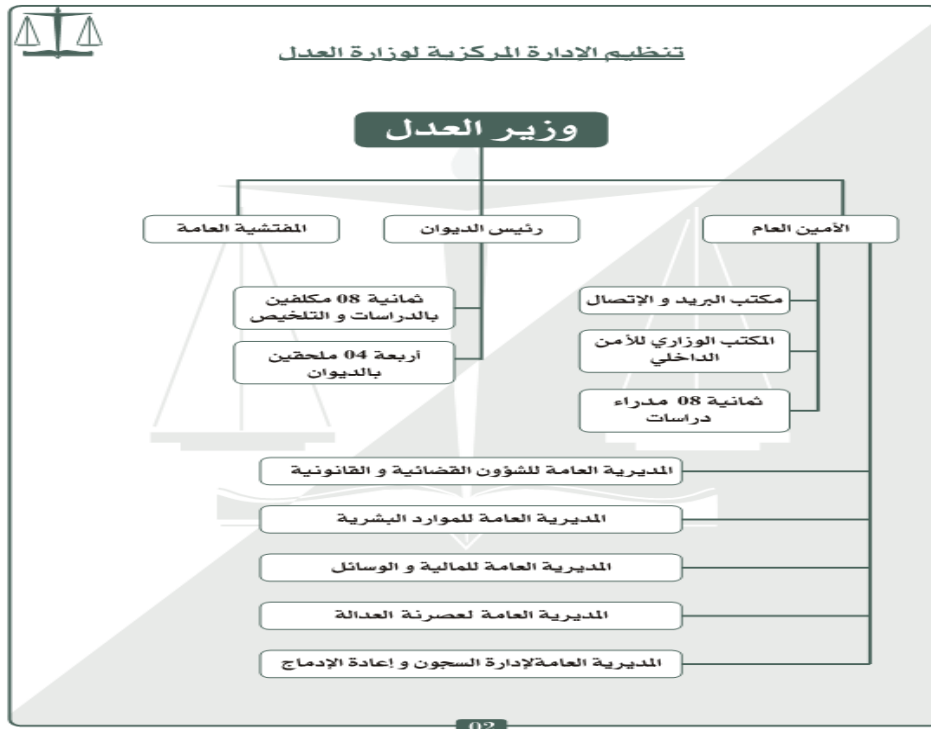 تنظيم الإدارة المركزية لوزارة العدل
وزير العدل
الأمين العام
رئيس الديوان
المفتشية العامة
مكتب البريد و الإتصال
المكتب الوزاري للأمن
الداخلي
ثمانية 08 مدراء
دراسات
ثمانية 08 مكلفين
بالدراسات و التلخيص
أربعة 04 ملحقين
بالديوان
المديرية العامة للشؤون القضائية و القانونية
المديرية العامة للموارد البشرية
المديرية العامة للمالية و الوسائل
المديرية العامة لعصرنة العدالة
المديرية العامةلإدارة السجون و إعادة الإدماج
02